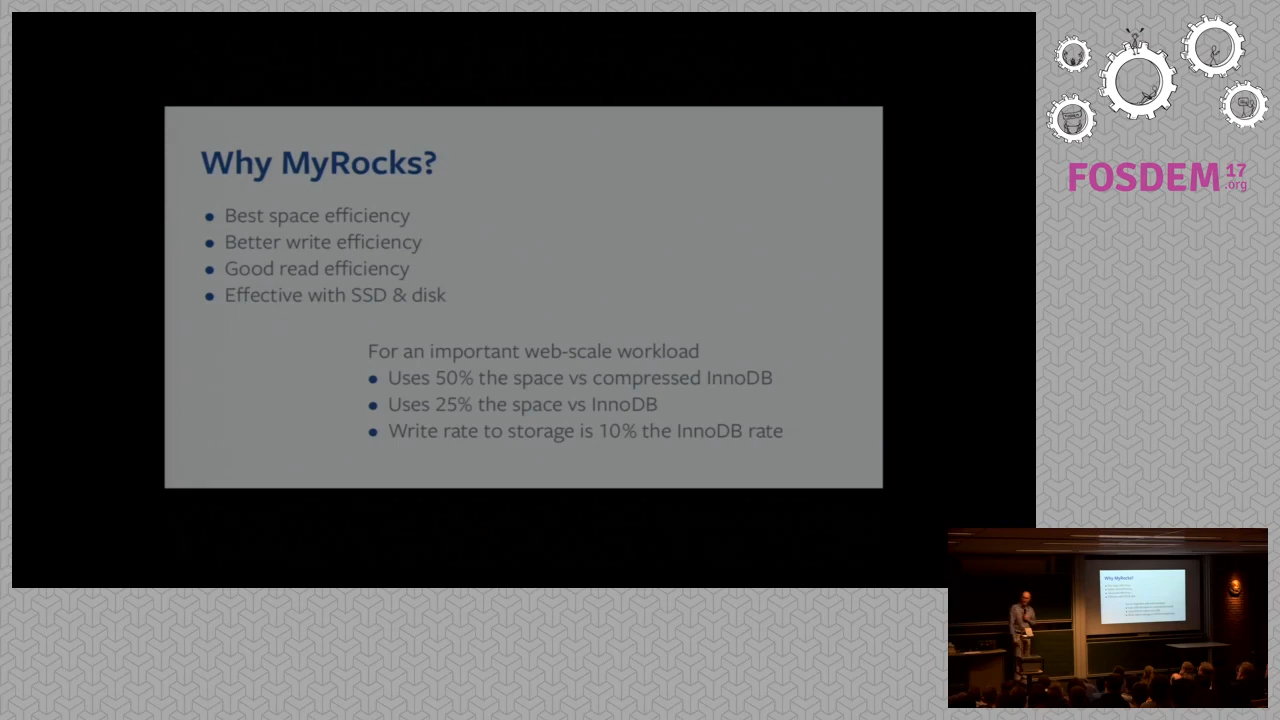 Why MyRocks?
● Best space efficiency
● Better write efficiency
● Good read efficiency
● Effective with SSD & disk
For an important web-scale workload
● Uses 50% the space vs compressed InnoDB
● Uses 25% the space vs InnoDB
● Write rate to storage is 10% the InnoDB rate
FOSDEM 17
.org
Why MyRocks?